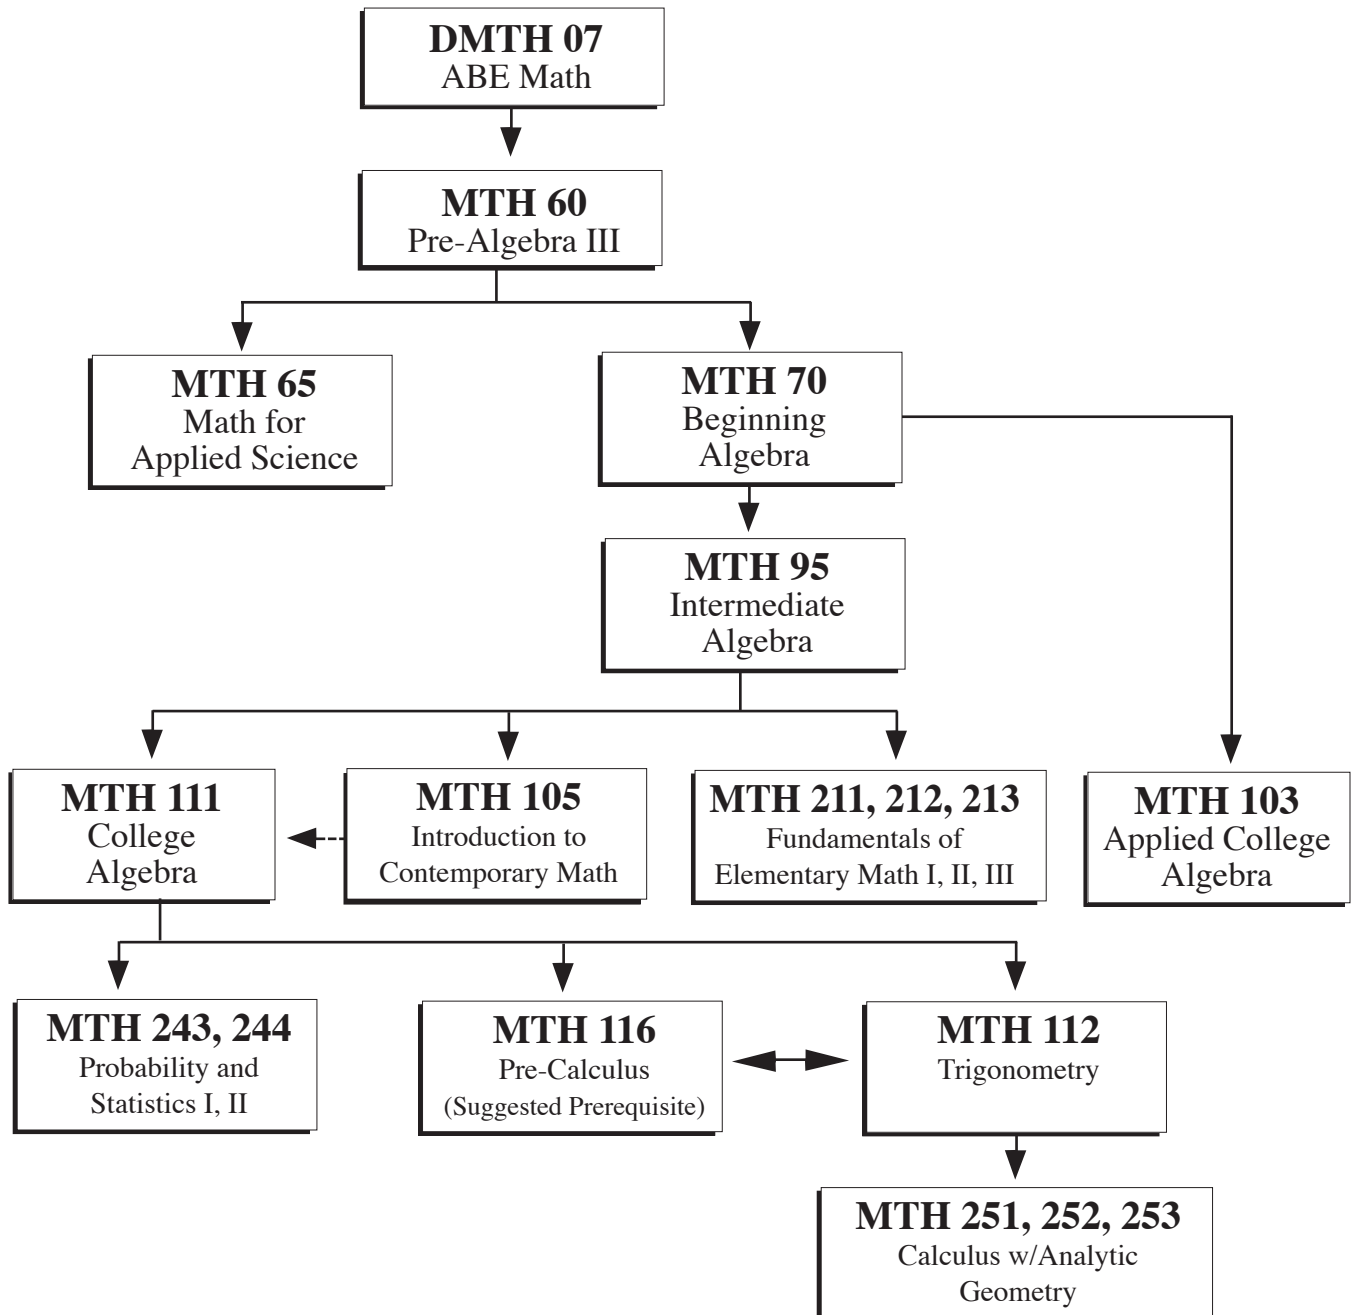 DMTH 07
ABE Math
MTH 60
Pre-Algebra III
MTH 65
Math for
Applied Science
MTH 70
Beginning
Algebra
MTH 95
Intermediate
Algebra
MTH 111
College
Algebra
MTH 105
Introduction to
Contemporary Math
MTH 211, 212, 213
Fundamentals of
Elementary Math I, II, III
MTH 103
Applied College
Algebra
MTH 243, 244
Probability and
Statistics I, II
MTH 116
Pre-Calculus
(Suggested Prerequisite)
MTH 112
Trigonometry
MTH 251, 252, 253
Calculus w/Analytic
Geometry